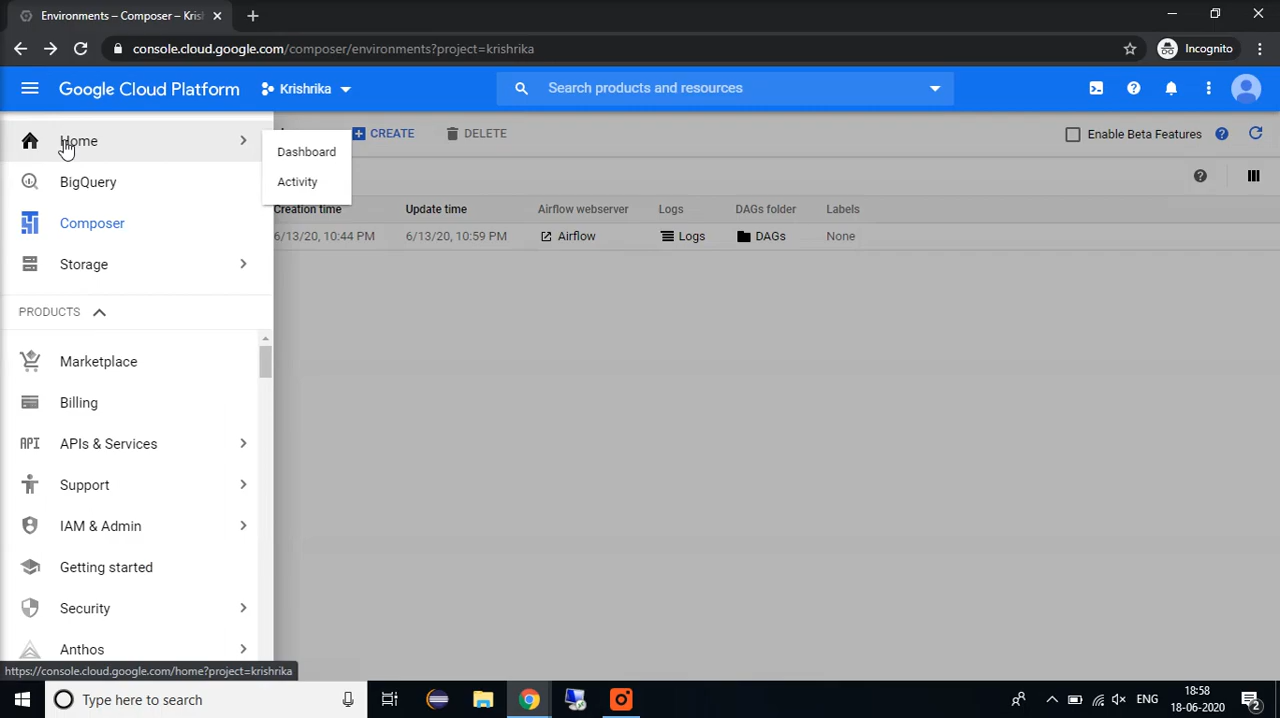 Environments – Composer – Kris
console.cloud.google.com/composer/environments?project=krishrika
Incognito
Google Cloud Platform
Krishrika
Search products and resources
Home
CREATE
DELETE
Enable Beta Features
Dashboard
Activity
BigQuery
Composer
Storage
Creation time
Update time
Airflow webserver
Logs
DAGs folder
Labels
6/13/20, 10:44 PM
6/13/20, 10:59 PM
Airflow
Logs
DAGs
None
PRODUCTS
Marketplace
Billing
API
APIs & Services
Support
IAM & Admin
Getting started
Security
Anthos
https://console.cloud.google.com/home?project=krishrika
Type here to search
ENG
18:58
18-06-2020
2